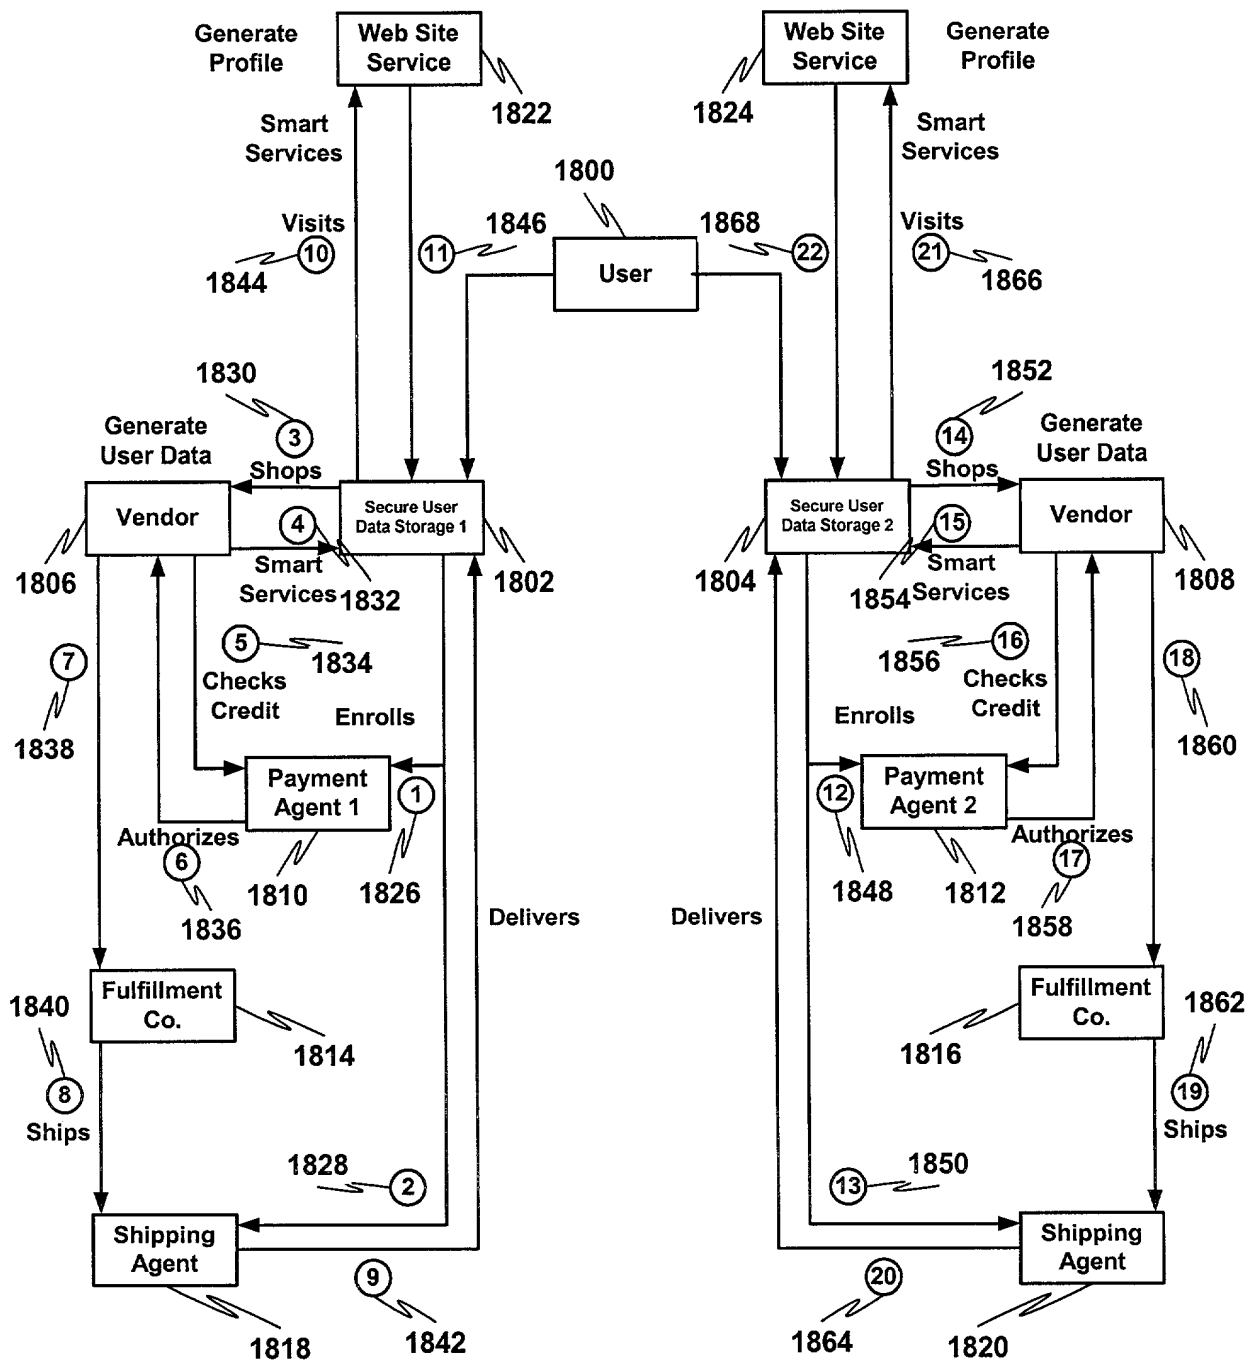 Generate
Profile
Web Site
Service
1822
Smart
Services
Web Site
Service
Generate
Profile
1824
Smart
Services
1800
User
Visits
10
1844
11
1846
1868
22
Visits
21
1866
1830
3
Generate
User Data
Shops
Vendor
1806
Secure User
Data Storage 1
4
Smart
Services
1832
1802
1852
14
Generate
User Data
Shops
Secure User
Data Storage 2
15
Vendor
1804
Smart
Services
1854
1808
7
1838
5
1834
Checks
Credit
Enrolls
Payment
Agent 1
1
Authorizes
6
1836
1810
1826
1856
16
Checks
Credit
18
1860
Enrolls
Payment
Agent 2
12
Authorizes
17
1848
1812
1858
Delivers
Delivers
Fulfillment
Co.
1840
1814
8
Ships
Fulfillment
Co.
1862
1816
19
Ships
1828
2
Shipping
Agent
9
1818
1842
13
1850
Shipping
Agent
20
1864
1820